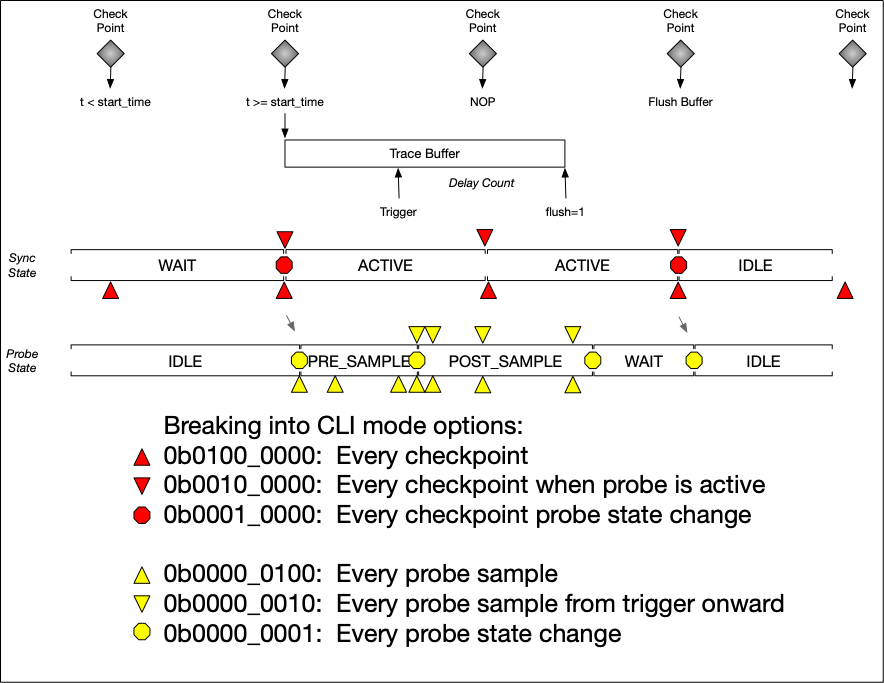 Check
Point
Check
Point
Check
Point
Check
Point
Check
Point
t < start_time
t >= start_time
NOP
Flush Buffer
Trace Buffer
Delay Count
Trigger
flush=1
Sync
State
WAIT
ACTIVE
ACTIVE
IDLE
Probe
State
IDLE
PRE_SAMPLE
POST_SAMPLE
WAIT
IDLE
Breaking into CLI mode options:
0b0100_0000: Every checkpoint
0b0010_0000: Every checkpoint when probe is active
0b0001_0000: Every checkpoint probe state change
0b0000_0100: Every probe sample
0b0000_0010: Every probe sample from trigger onward
0b0000_0001: Every probe state change